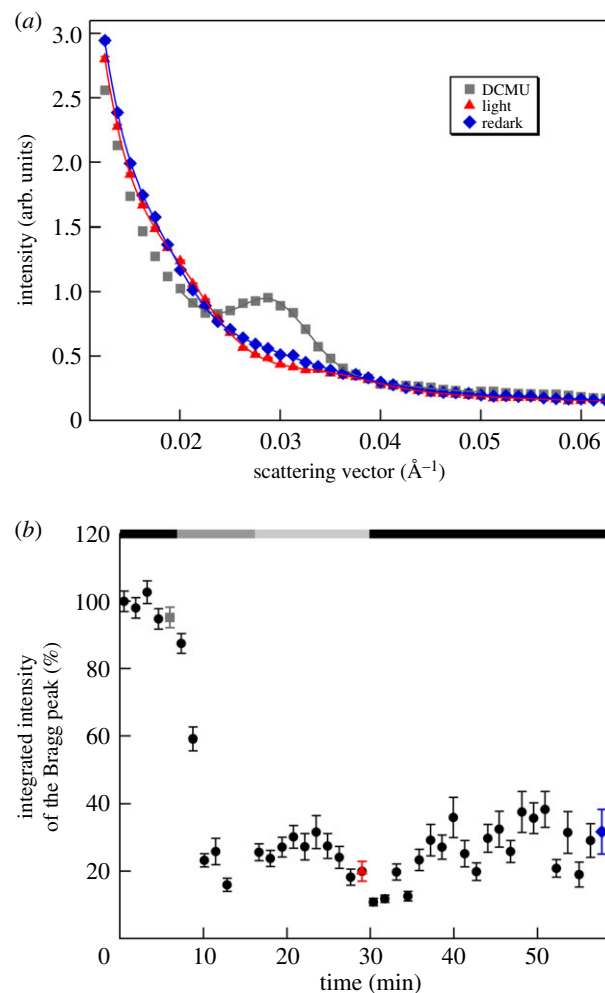 (a)
3.0
2.5
2.0
1.5
1.0
0.5
0
intensity (arb. units)
DCMU
light
redark
0.02 0.03 0.04 0.05 0.06
scattering vector (Å⁻¹)
(b)
120
100
80
60
40
20
0
integrated intensity
of the Bragg peak (%)
10 20 30 40 50
time (min)